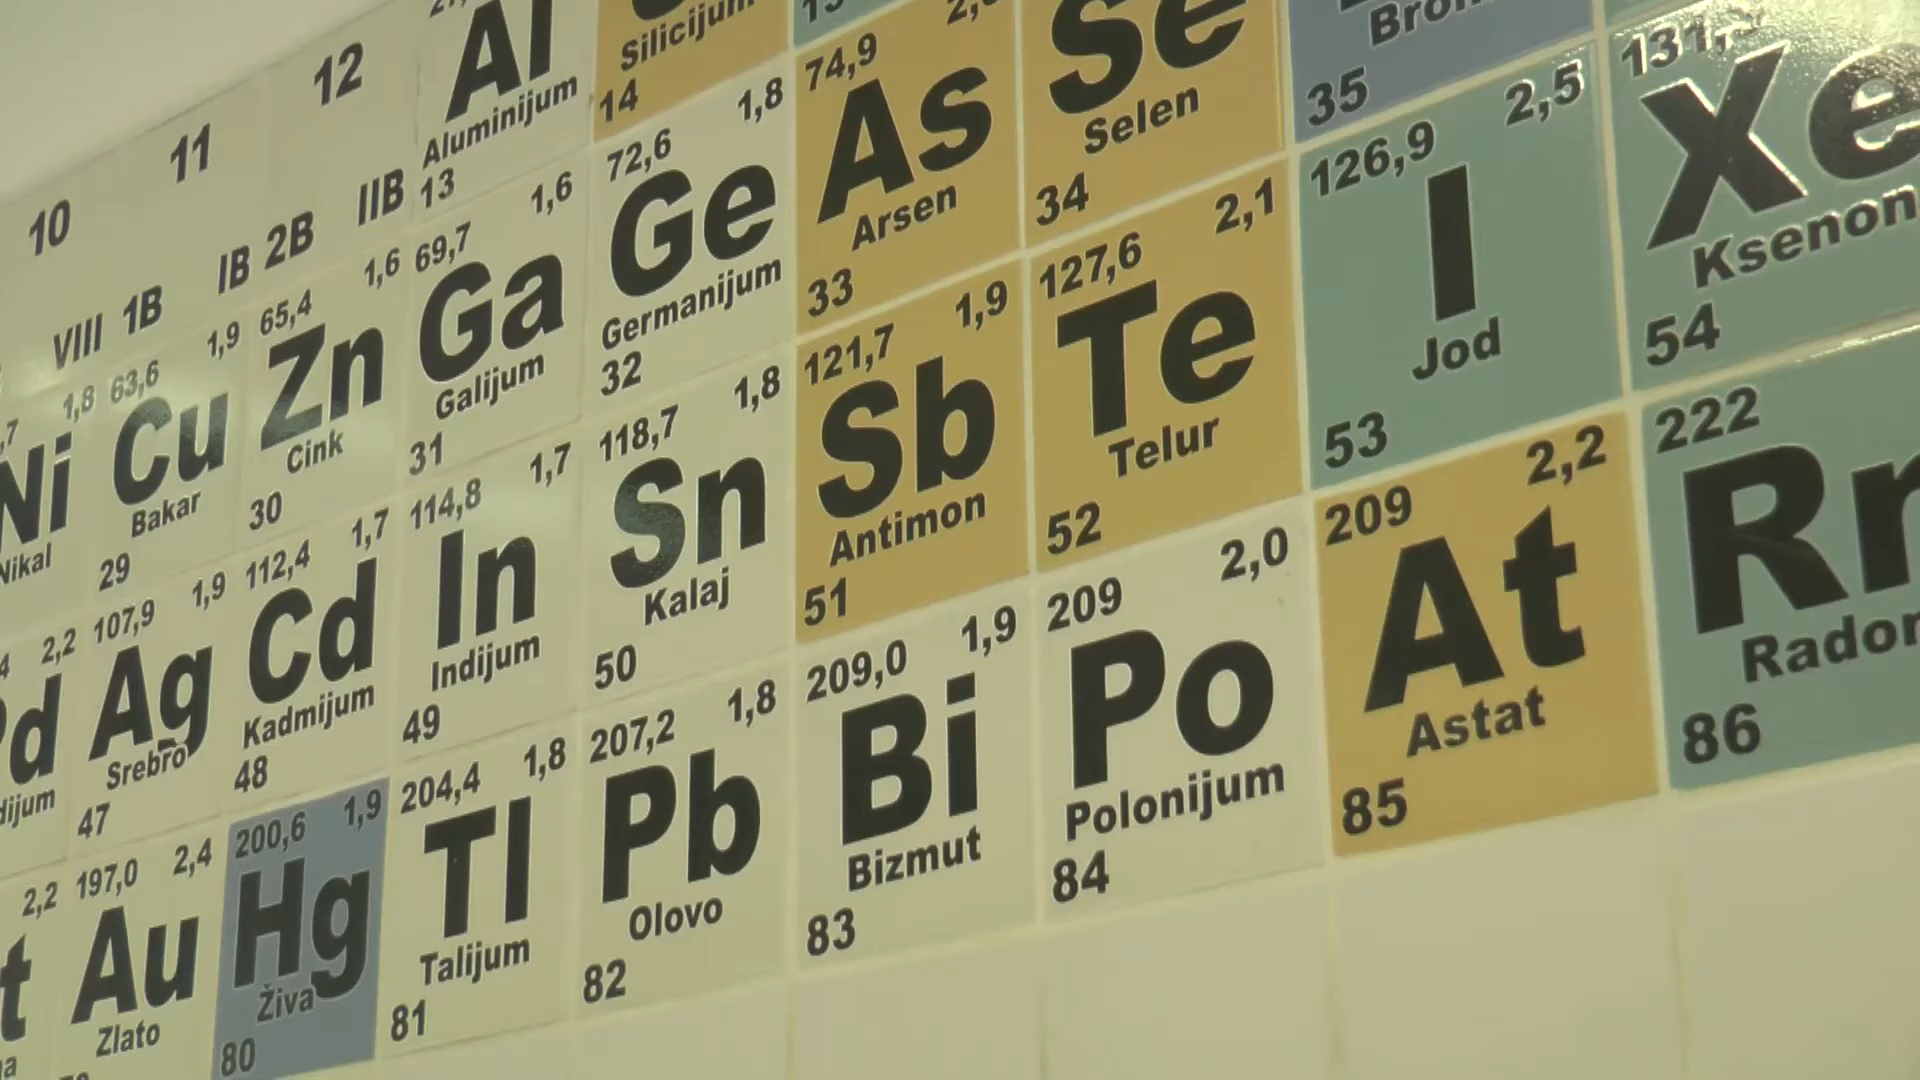 10
11
12
VIII 1B
IB 2B
IIB
Al
Aluminijum
13
Silicijum
14
74,9
As
Arsen
33
Se
Selen
34
35
131,
Xe
Ksenon
54
1,8
Ni
Nikal
63,6 1,9
Cu
Bakar
29
65,4 1,6
Zn
Cink
30
69,7 1,6
Ga
Galijum
31
72,6 1,8
Ge
Germanijum
32
121,7 1,9
Sb
Antimon
51
127,6 2,1
Te
Telur
52
126,9 2,5
I
Jod
53
2,2
107,9 1,9
Ag
Srebro
47
112,4 1,7
Cd
Kadmijum
48
114,8 1,7
In
Indijum
49
118,7 1,8
Sn
Kalaj
50
2,2
197,0 2,4
Au
Zlato
200,6 1,9
Hg
Živa
80
204,4 1,8
Tl
Talijum
81
207,2 1,8
Pb
Olovo
82
209,0 1,9
Bi
Bizmut
83
209 2,0
Po
Polonijum
84
209 2,2
At
Astat
85
222
Rn
Radon
86